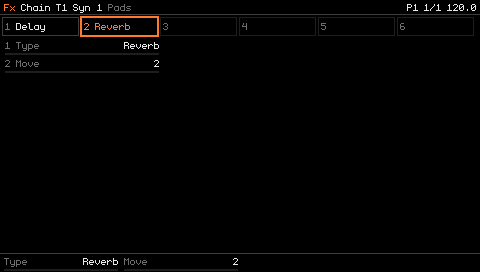 Fx Chain T1 Syn 1 Pads P1 1/1 120.0
1 Delay 2 Reverb 3 4 5 6
1 Type Reverb
2 Move 2
Type Reverb Move 2